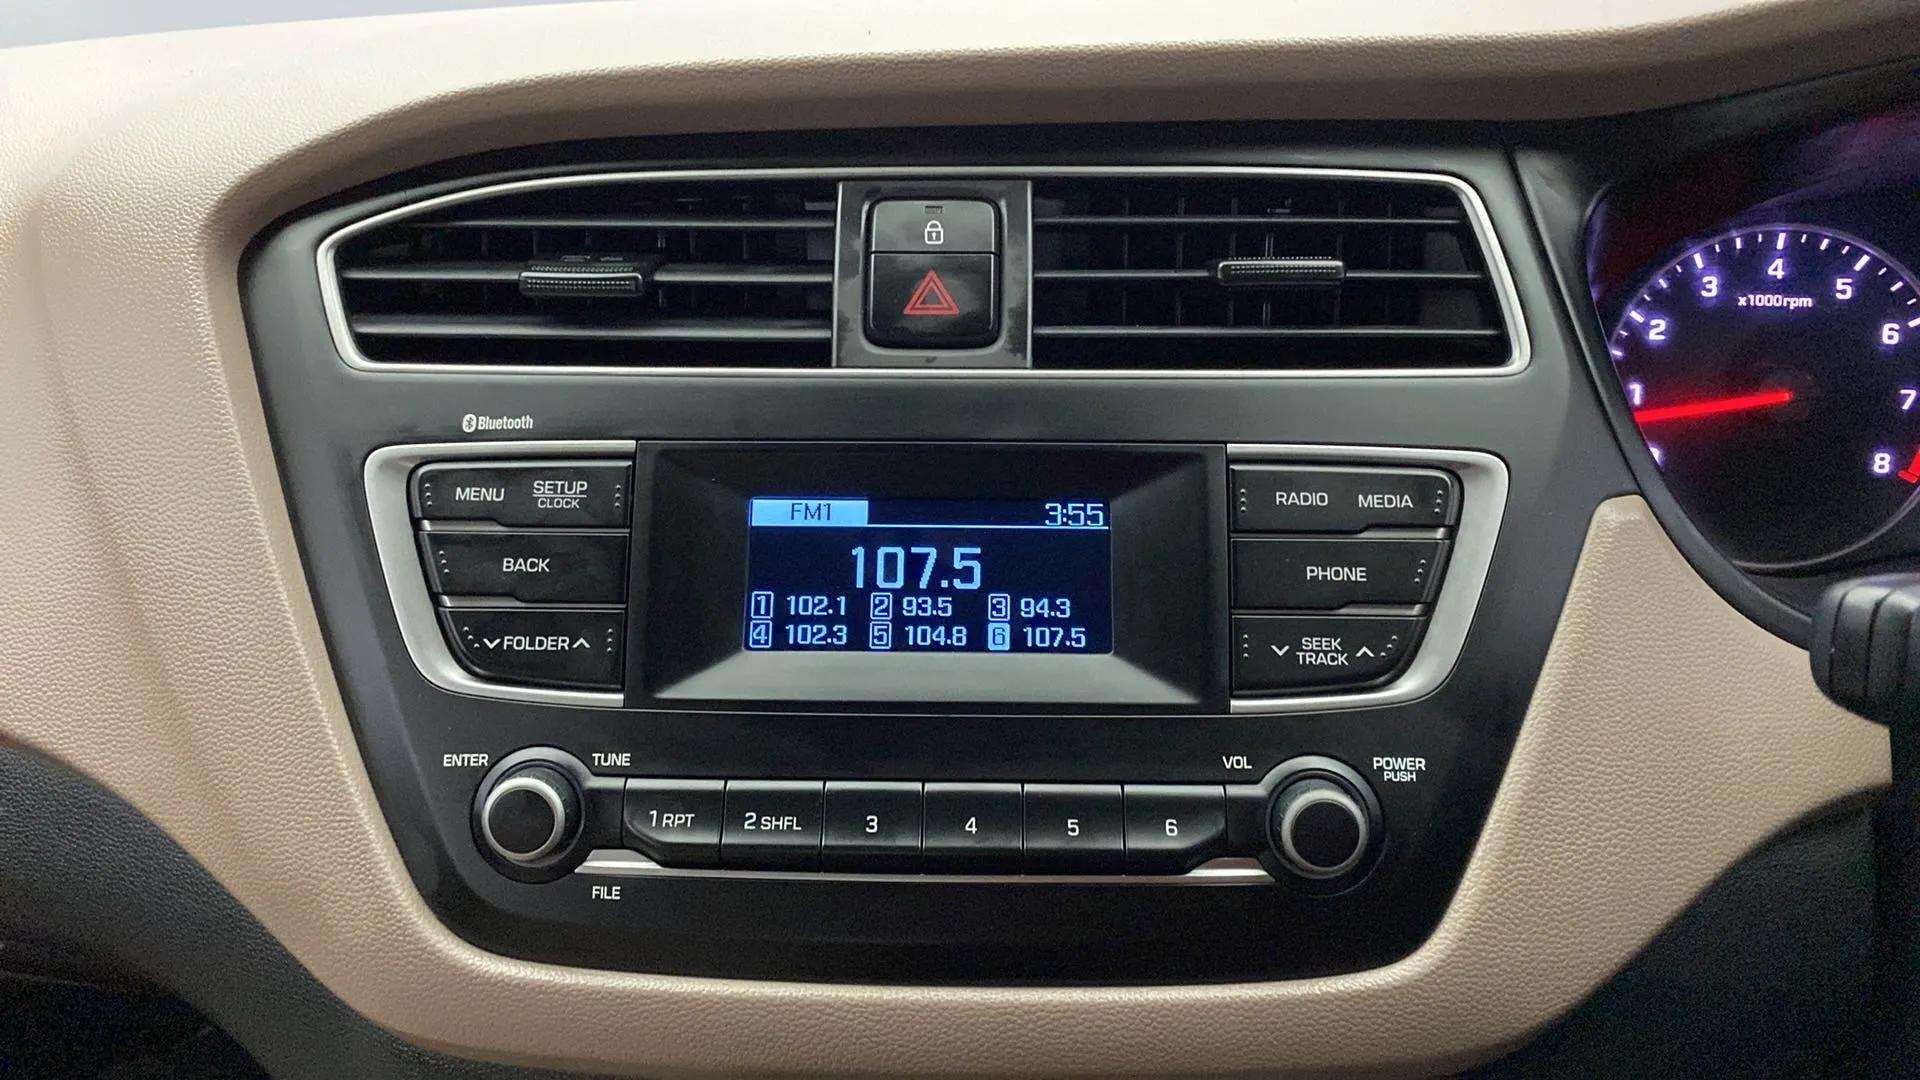 Bluetooth
MENU SETUP CLOCK
BACK
FOLDER
FM1 3:55
107.5
1 102.1 2 93.5 3 94.3
4 102.3 5 104.8 6 107.5
RADIO MEDIA
PHONE
SEEK
TRACK
ENTER TUNE
VOL POWER
PUSH
1 RPT 2 SHFL 3 4 5 6
FILE
4
3 5
x1000rpm
2 6
1 7
8